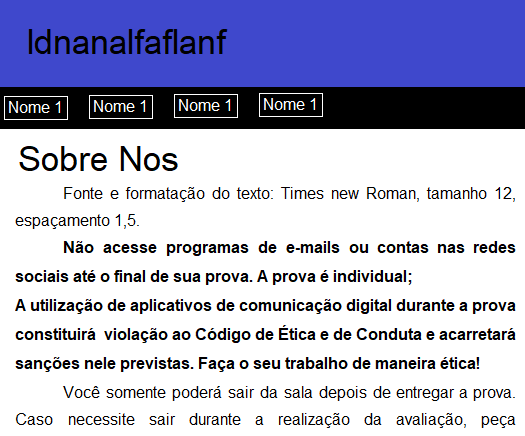 Idnanalfaflanf
Nome 1 Nome 1 Nome 1 Nome 1
Sobre Nos
Fonte e formatação do texto: Times new Roman, tamanho 12,
espaçamento 1,5.
Não acesse programas de e-mails ou contas nas redes
sociais até o final de sua prova. A prova é individual;
A utilização de aplicativos de comunicação digital durante a prova
constituirá violação ao Código de Ética e de Conduta e acarretará
sanções nele previstas. Faça o seu trabalho de maneira ética!
Você somente poderá sair da sala depois de entregar a prova.
Caso necessite sair durante a realização da avaliação, peça